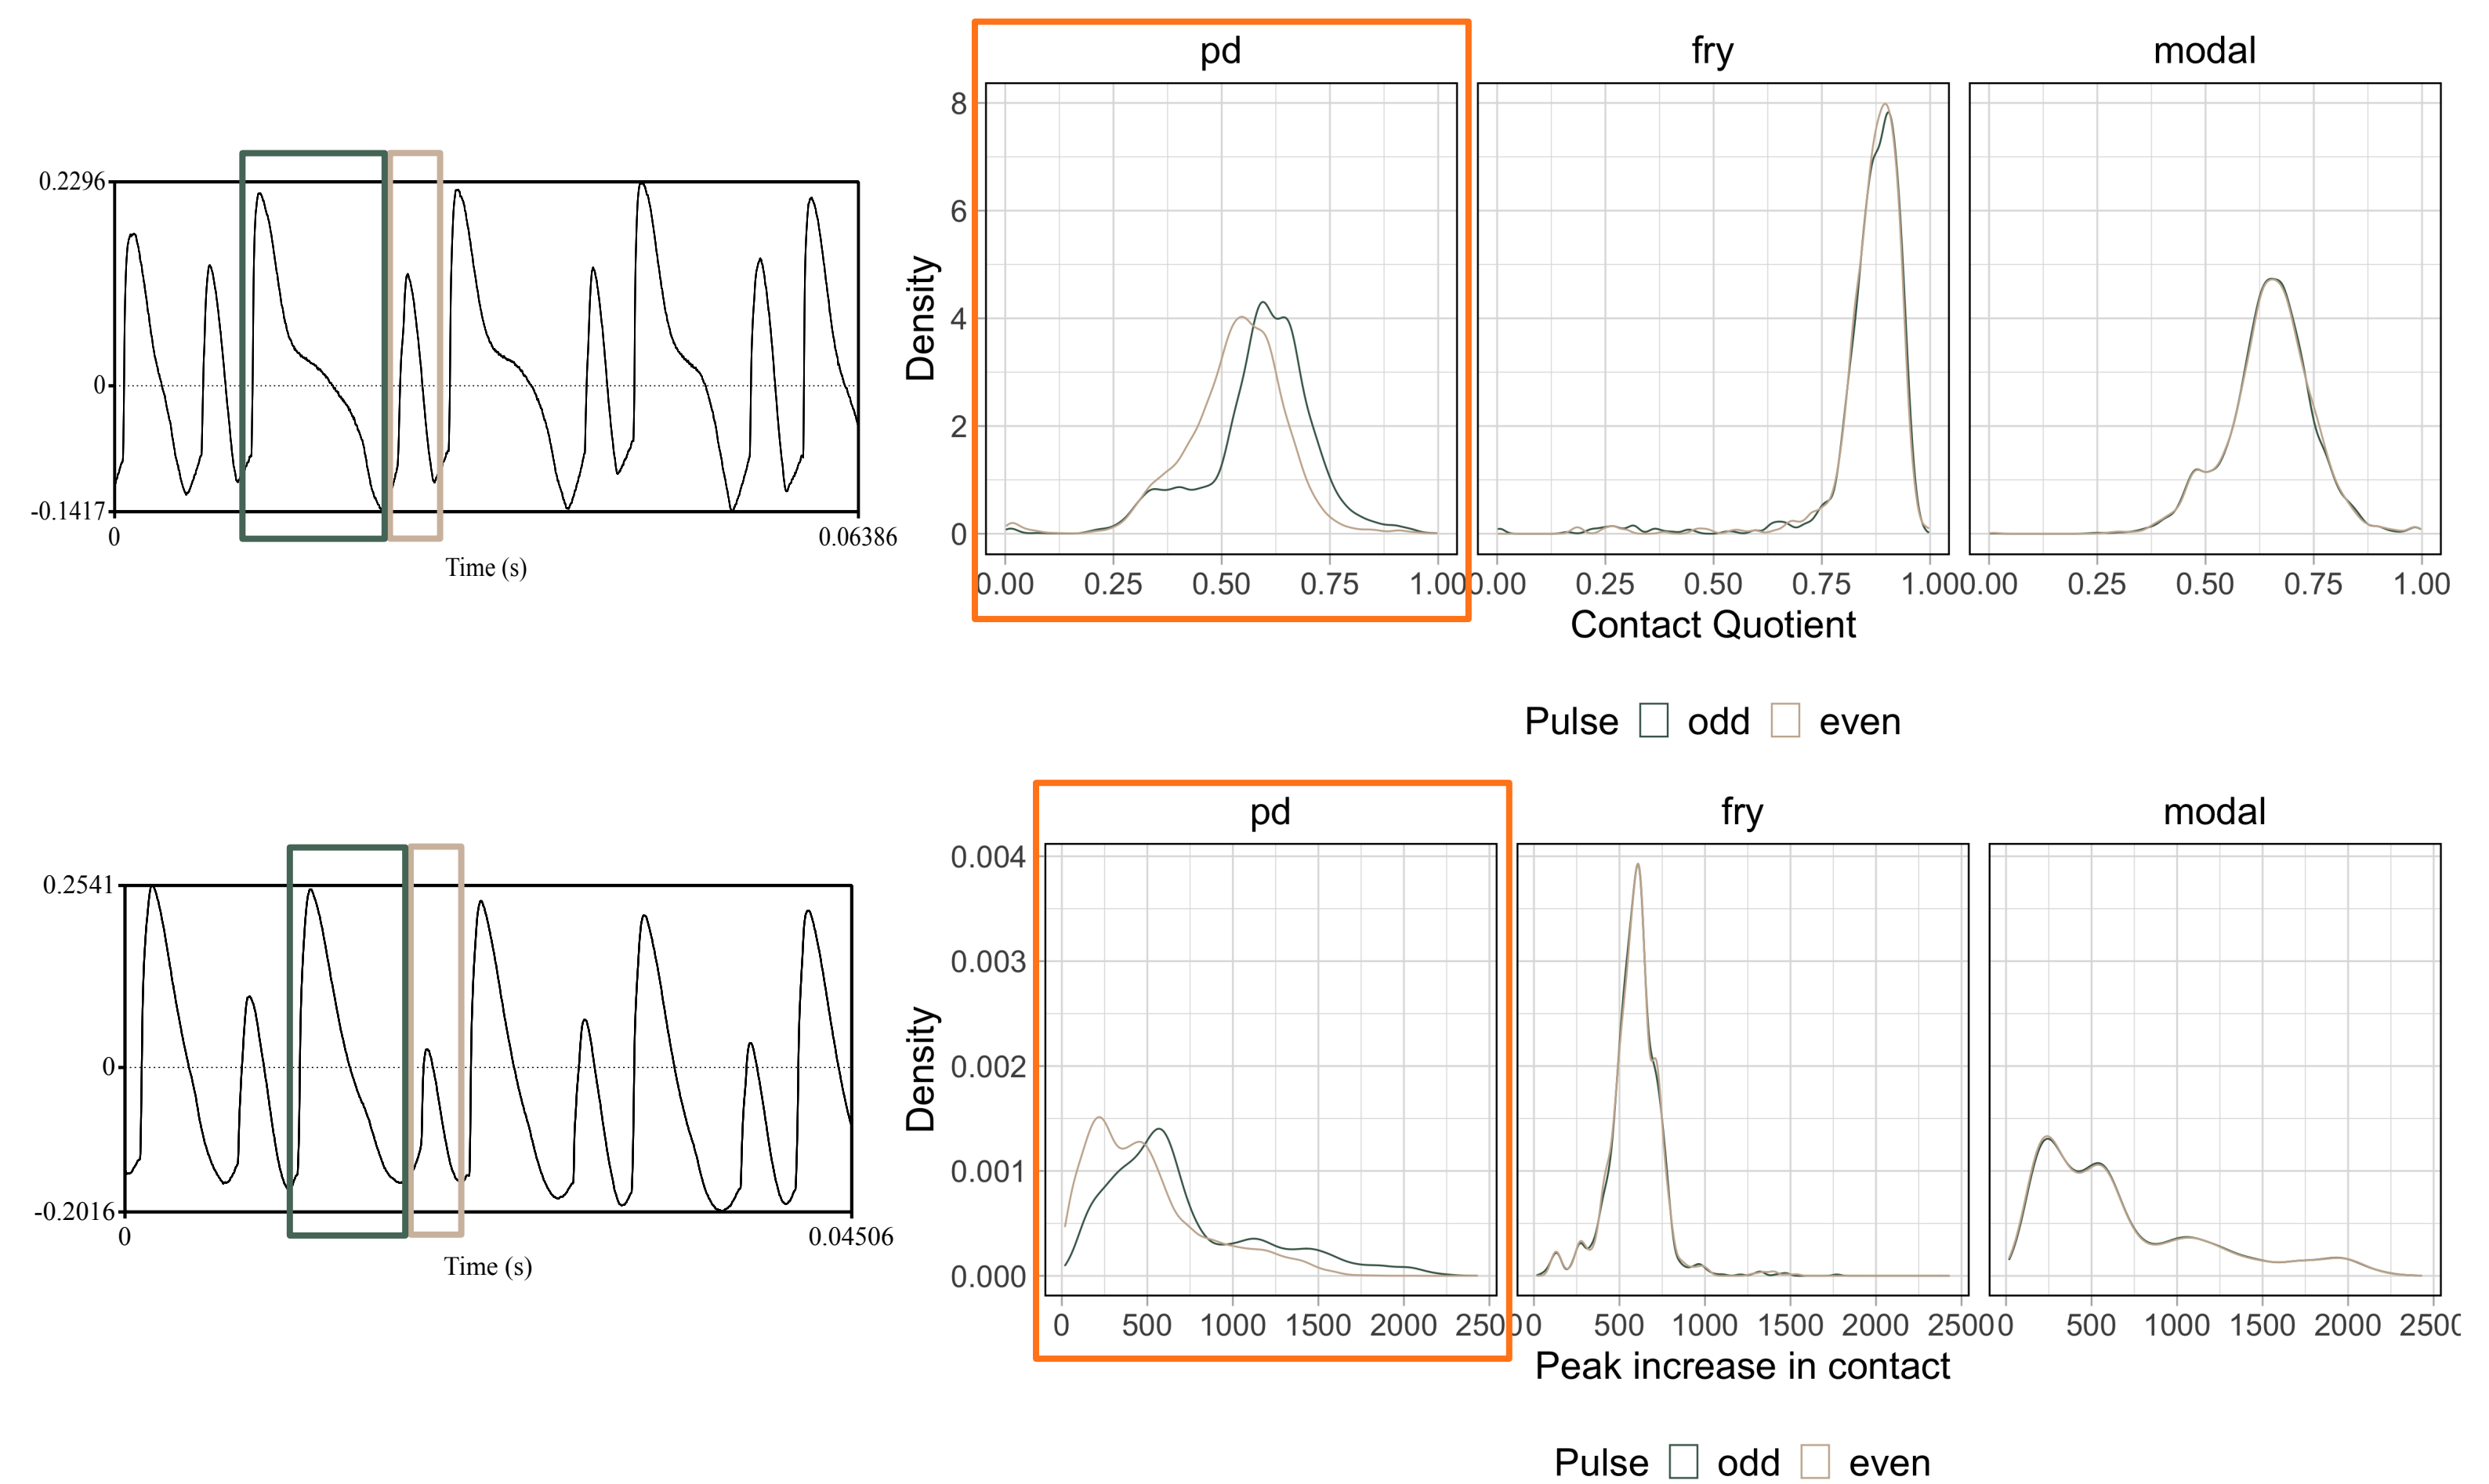 pd fry modal
8
6
4
2
0
Density
0.00 0.25 0.50 0.75 1.00 0.00 0.25 0.50 0.75 1.00 0.00 0.25 0.50 0.75 1.00
Contact Quotient
Pulse odd even
0.2296
0
-0.1417
0 0.06386
Time (s)
pd fry modal
0.004
0.003
0.002
0.001
0.000
Density
0 500 1000 1500 2000 2500 0 500 1000 1500 2000 2500 0 500 1000 1500 2000 2500
Peak increase in contact
Pulse odd even
0.2541
0
-0.2016
0 0.04506
Time (s)